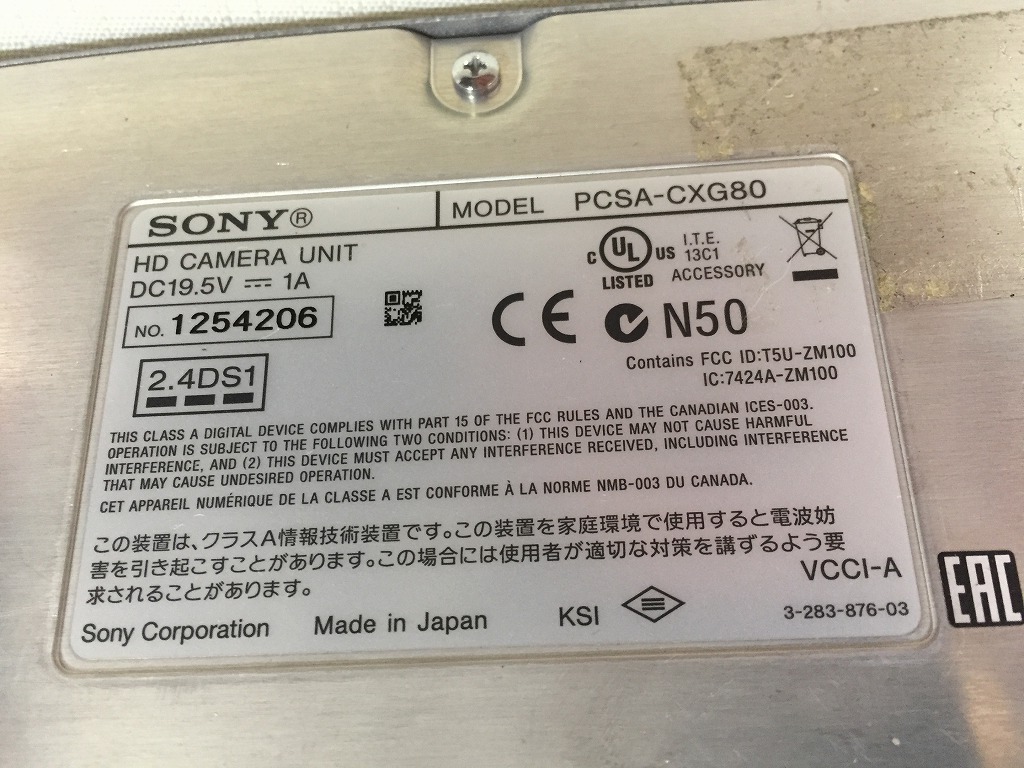 SONY®
MODEL PCSA-CXG80
HD CAMERA UNIT
DC19.5V ⎓ 1A
NO. 1254206
2.4DS1
C UL US
LISTED
I.T.E.
13C1
ACCESSORY
CE N50
Contains FCC ID:T5U-ZM100
IC:7424A-ZM100
THIS CLASS A DIGITAL DEVICE COMPLIES WITH PART 15 OF THE FCC RULES AND THE CANADIAN ICES-003.
OPERATION IS SUBJECT TO THE FOLLOWING TWO CONDITIONS: (1) THIS DEVICE MAY NOT CAUSE HARMFUL
INTERFERENCE, AND (2) THIS DEVICE MUST ACCEPT ANY INTERFERENCE RECEIVED, INCLUDING INTERFERENCE
THAT MAY CAUSE UNDESIRED OPERATION.
CET APPAREIL NUMÉRIQUE DE LA CLASSE A EST CONFORME À LA NORME NMB-003 DU CANADA.
この装置は、クラスA情報技術装置です。この装置を家庭環境で使用すると電波妨
害を引き起こすことがあります。この場合には使用者が適切な対策を講ずるよう要
求されることがあります。
VCCI-A
Sony Corporation Made in Japan KSI 3-283-876-03
EAC